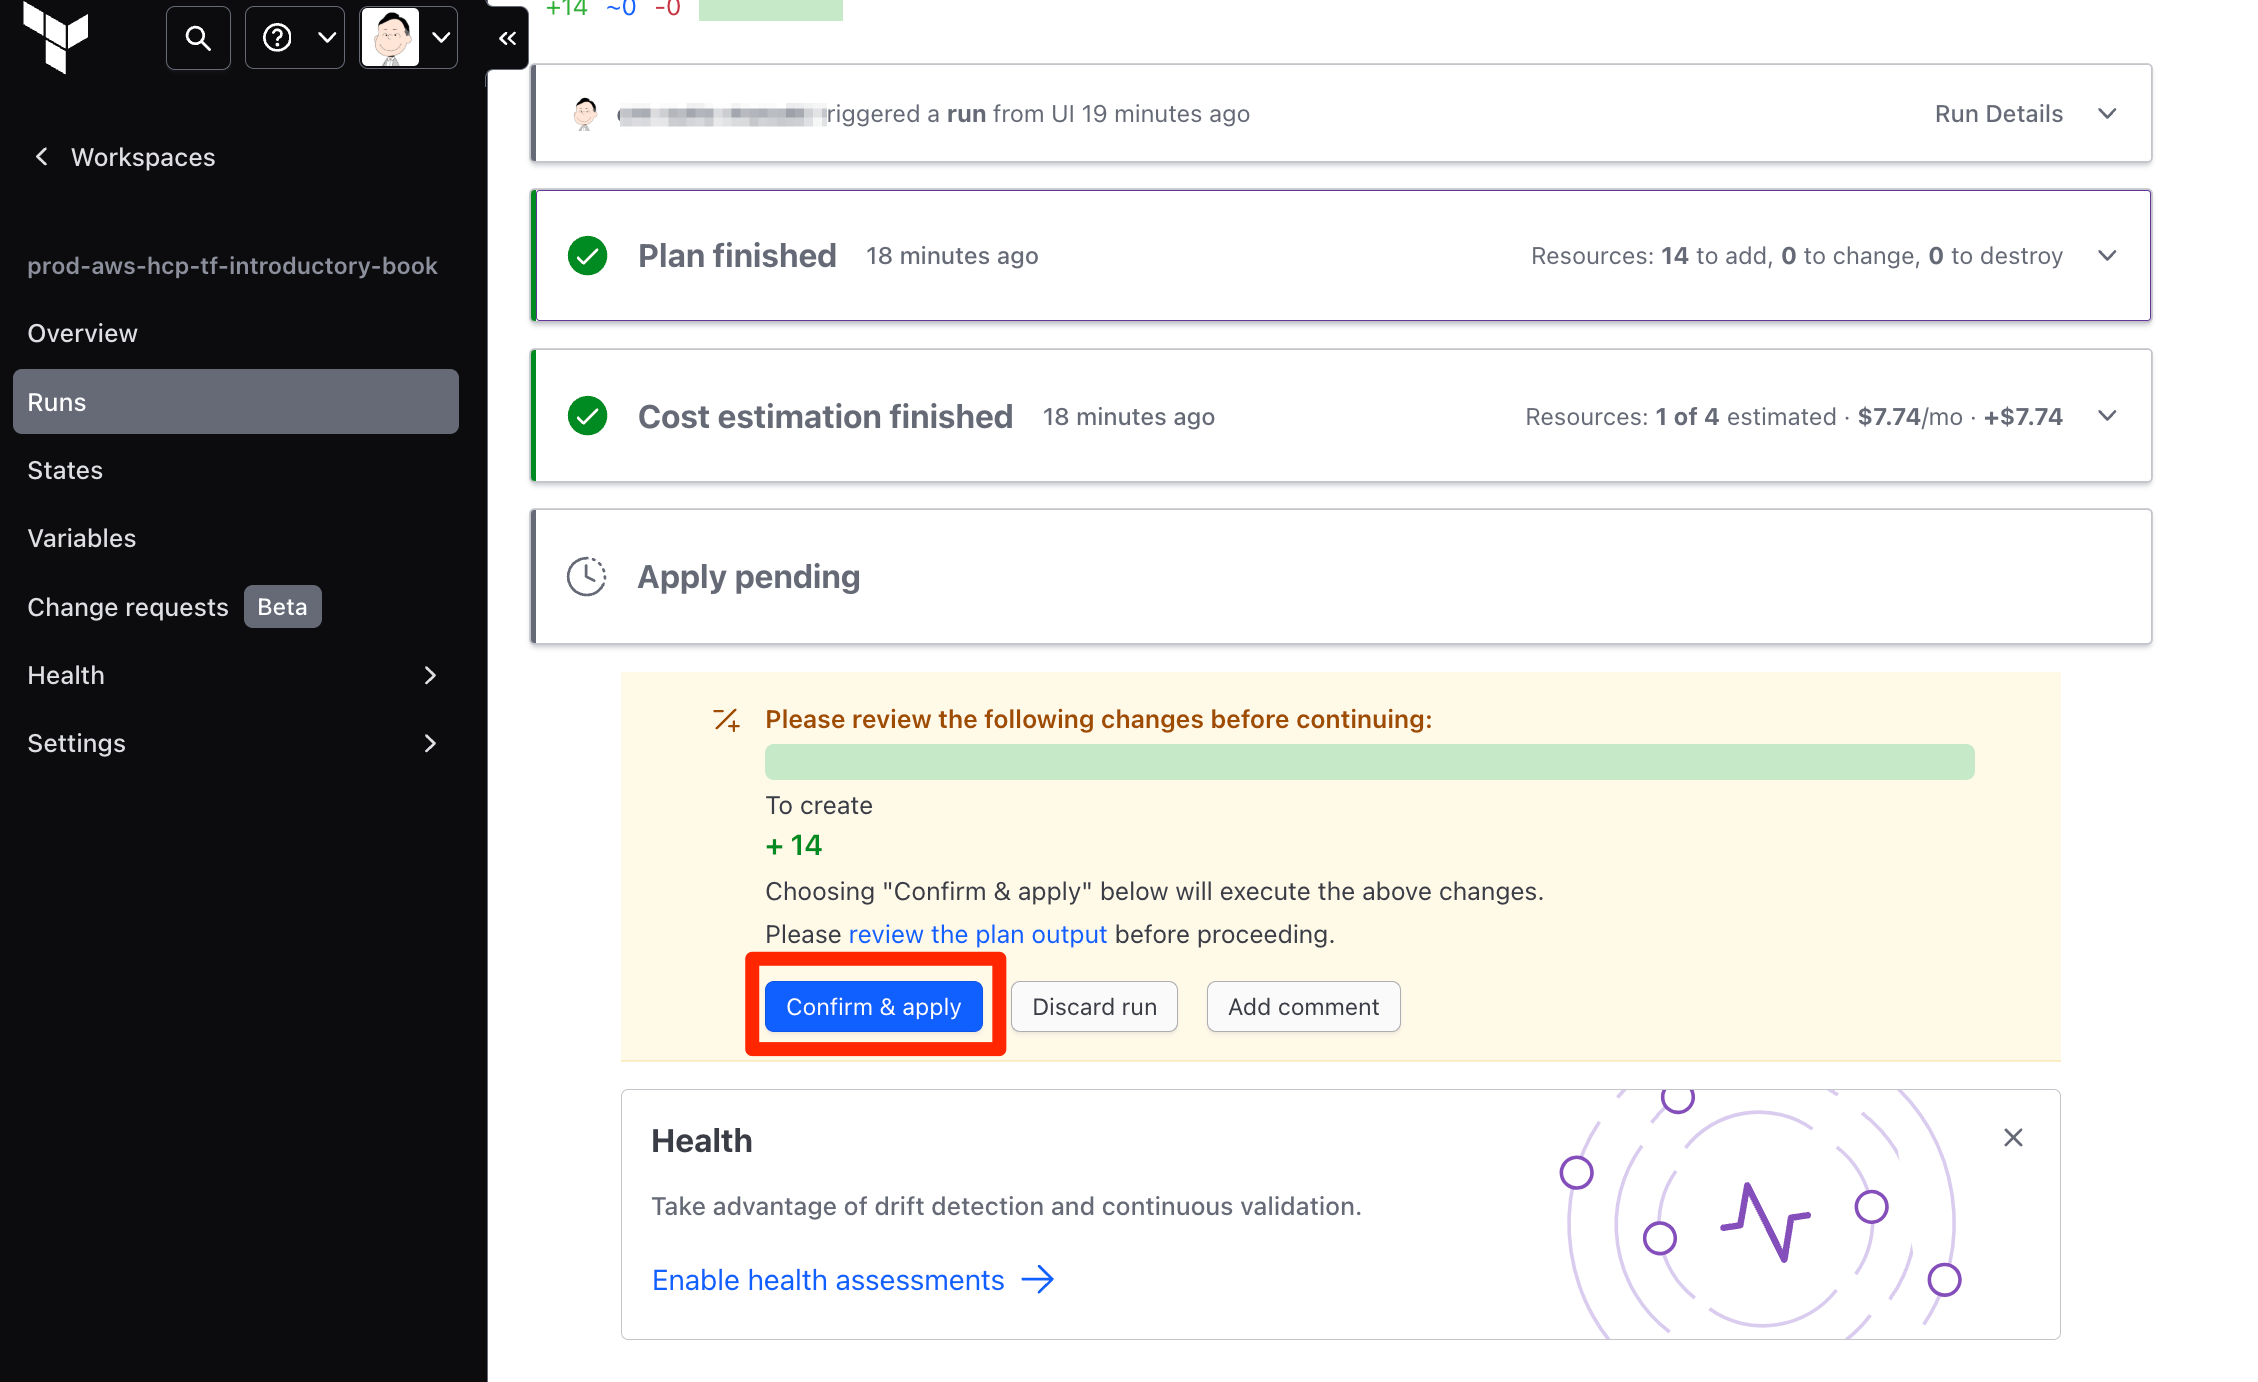 Workspaces
prod-aws-hcp-tf-introductory-book
Overview
Runs
States
Variables
Change requests Beta
Health
Settings
+14 ~0 -0
riggered a run from UI 19 minutes ago Run Details
Plan finished 18 minutes ago Resources: 14 to add, 0 to change, 0 to destroy
Cost estimation finished 18 minutes ago Resources: 1 of 4 estimated · $7.74/mo · +$7.74
Apply pending
Please review the following changes before continuing:
To create
+ 14
Choosing "Confirm & apply" below will execute the above changes.
Please review the plan output before proceeding.
Confirm & apply Discard run Add comment
Health
Take advantage of drift detection and continuous validation.
Enable health assessments →